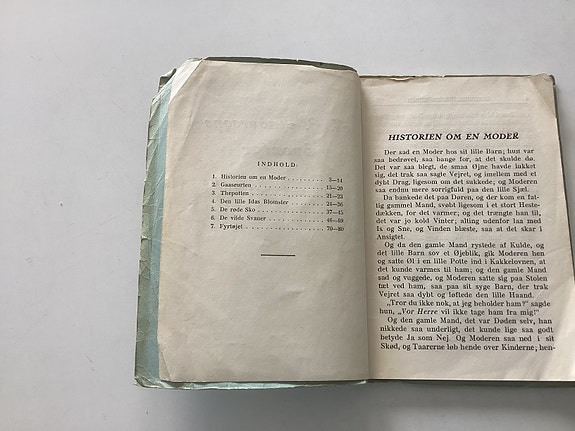 INDHOLD
1. Historien om en Moder . . . . . . . . . 3—14
2. Gaaseurten . . . . . . . . . . . . . . . 15—20
3. Thepotten . . . . . . . . . . . . . . . . 21—23
4. Den lille Idas Blomster . . . . . . . . 24—36
5. De røde Sko . . . . . . . . . . . . . . . 37—45
6. De vilde Svaner . . . . . . . . . . . . . 46—69
7. Fyrtøjet . . . . . . . . . . . . . . . . . 70—80
HISTORIEN OM EN MODER
Der sad en Moder hos sit lille Barn; hun var
saa bedrøvet, saa bange for, at det skulde dø.
Det var saa blegt, de smaa Øjne havde lukket
sig, det trak saa sagte Vejret, og imellem med et
dybt Drag, ligesom om det sukkede; og Moderen
saa endnu mere sorrigfuld paa den lille Sjæl.
Da bankede det paa Døren, og der kom en fat-
tig gammel Mand, svøbt ligesom i et stort Heste-
dækken, for det varmer; og det trængte han til,
det var jo kold Vinter; alting udenfor laa med
Is og Sne, og Vinden blæste, saa at det skar i
Ansigtet.
Og da den gamle Mand rystede af Kulde, og
det lille Barn sov et Øjeblik, gik Moderen hen
og satte Øl i en lille Potte ind i Kakkelovnen, at
det kunde varmes til ham; og den gamle Mand
sad og vuggede, og Moderen satte sig paa Stolen
tæt ved ham, saa paa sit syge Barn, der trak
Vejret saa dybt og løftede den lille Haand.
„Tror du ikke nok, at jeg beholder ham?" sagde
hun, „Vor Herre vil ikke tage ham fra mig!"
Og den gamle Mand, det var Døden selv, han
nikkede saa underligt, det kunde lige saa godt
betyde Ja som Nej. Og Moderen saa ned i sit
Skød, og Taarerne løb hende over Kinderne; hen-